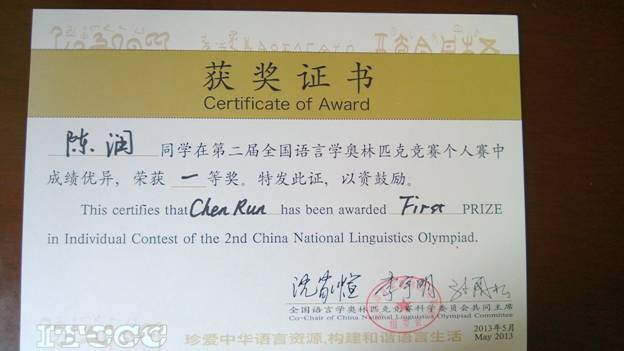 获奖证书
Certificate of Award
陈润 同学在第二届全国语言学奥林匹克竞赛个人赛中
成绩优异，荣获 一 等奖。特发此证，以资鼓励。
This certifies that Chen Run has been awarded First PRIZE
in Individual Contest of the 2nd China National Linguistics Olympiad.
李宇明
全国语言学奥林匹克竞赛科学委员会共同主席
Co-Chair of China National Linguistics Olympiad Committee
2013年5月
May 2013
珍爱中华语言资源,构建和谐语言生活